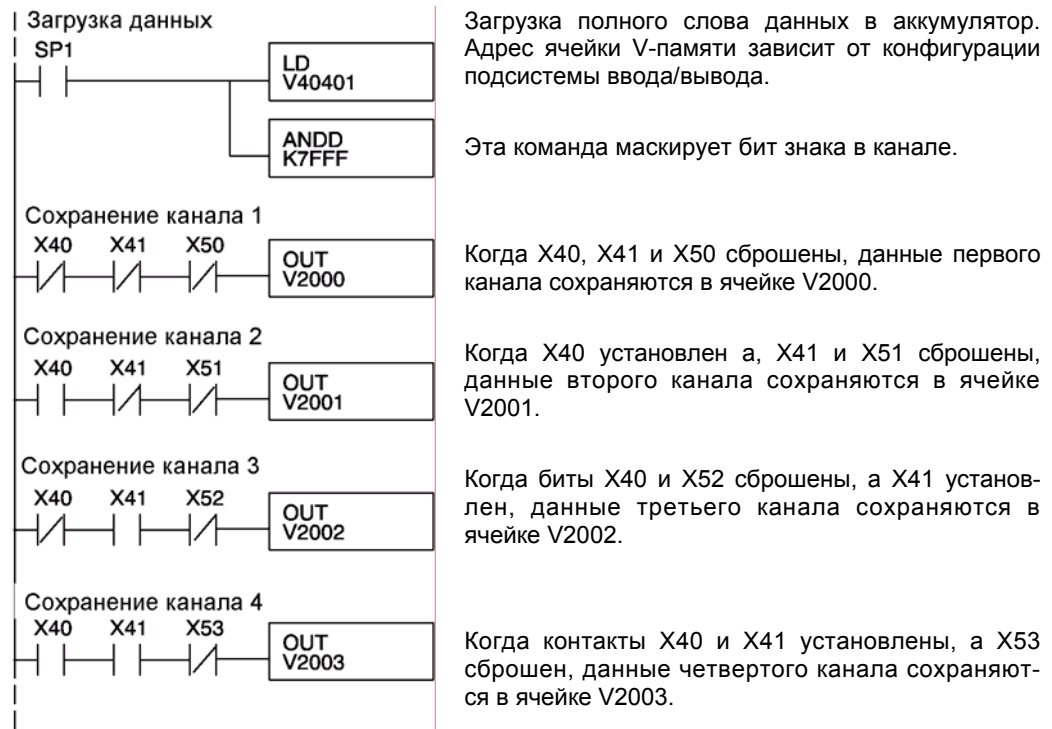 Загрузка данных
SP1
LD
V40401
Загрузка полного слова данных в аккумулятор.
Адрес ячейки V-памяти зависит от конфигурации
подсистемы ввода/вывода.
ANDD
K7FFF
Эта команда маскирует бит знака в канале.
Сохранение канала 1
X40 X41 X50
OUT
V2000
Когда X40, X41 и X50 сброшены, данные первого
канала сохраняются в ячейке V2000.
Сохранение канала 2
X40 X41 X51
OUT
V2001
Когда X40 установлен а, X41 и X51 сброшены,
данные второго канала сохраняются в ячейке
V2001.
Сохранение канала 3
X40 X41 X52
OUT
V2002
Когда биты X40 и X52 сброшены, а X41 установ-
лен, данные третьего канала сохраняются в
ячейке V2002.
Сохранение канала 4
X40 X41 X53
OUT
V2003
Когда контакты X40 и X41 установлены, а X53
сброшен, данные четвертого канала сохраняют-
ся в ячейке V2003.